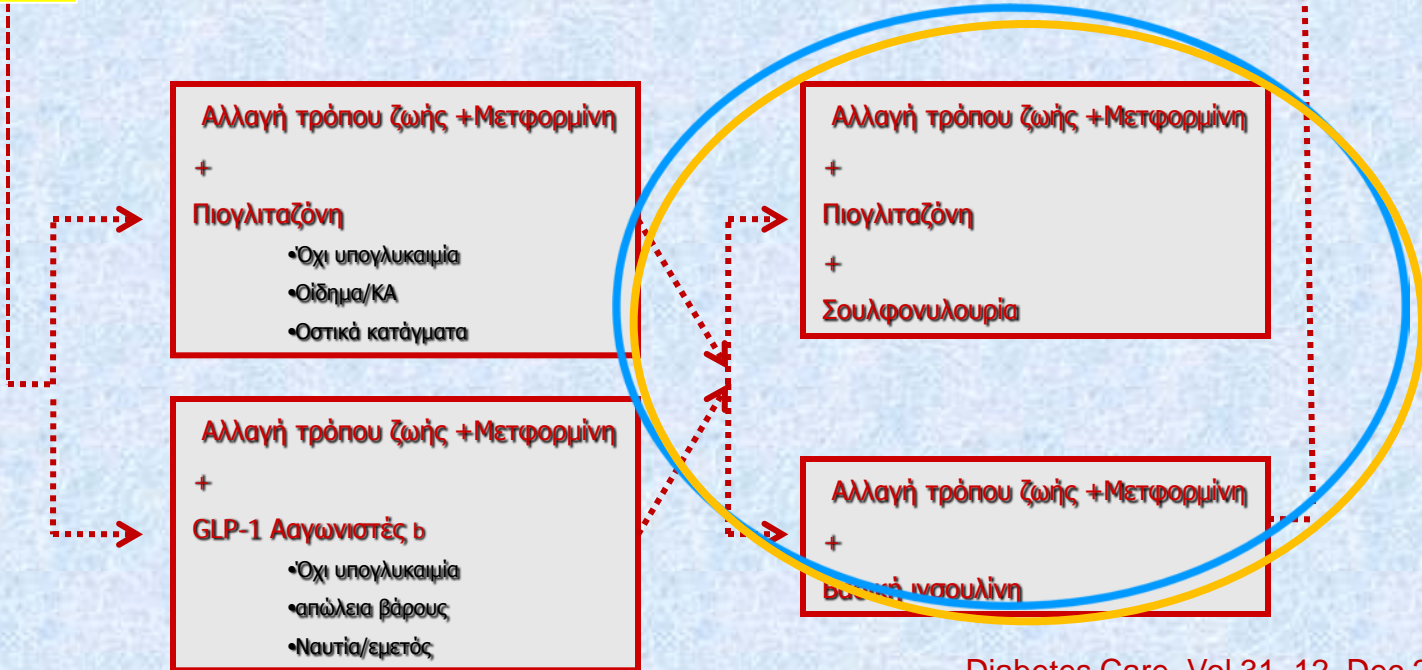 Αλλαγή τρόπου ζωής +Μετφορμίνη
+
Πιογλιταζόνη
•Όχι υπογλυκαιμία
•Οίδημα/ΚΑ
•Οστικά κατάγματα
Αλλαγή τρόπου ζωής +Μετφορμίνη
+
GLP-1 Ααγωνιστές b
•Όχι υπογλυκαιμία
•απώλεια βάρους
•Ναυτία/εμετός
Αλλαγή τρόπου ζωής +Μετφορμίνη
+
Πιογλιταζόνη
+
Σουλφονυλουρία
Αλλαγή τρόπου ζωής +Μετφορμίνη
+
ινσουλίνη
Diabetes Care, Vol 31, 12, Dec